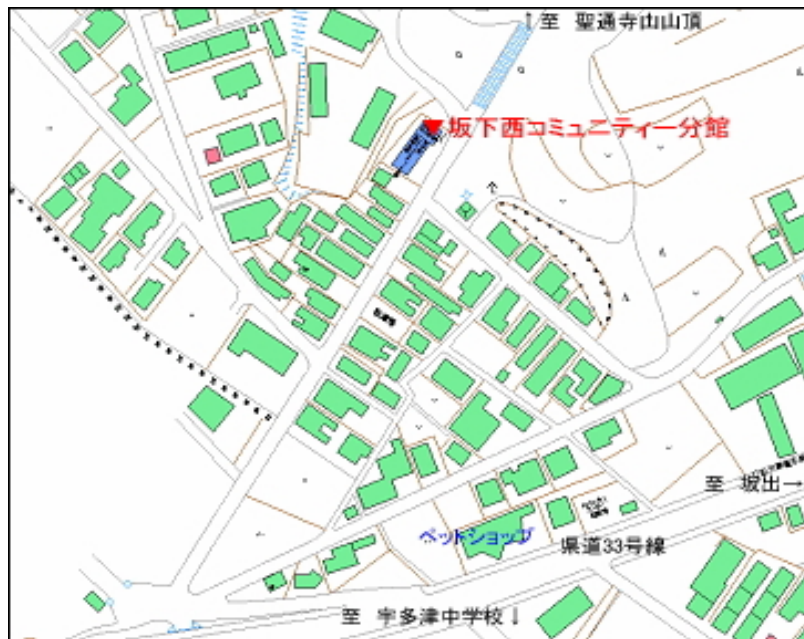 ↑至 聖通寺山山頂
坂下西コミュニティー分館
至 坂出→
ペットショップ
県道33号線
至 宇多津中学校↓